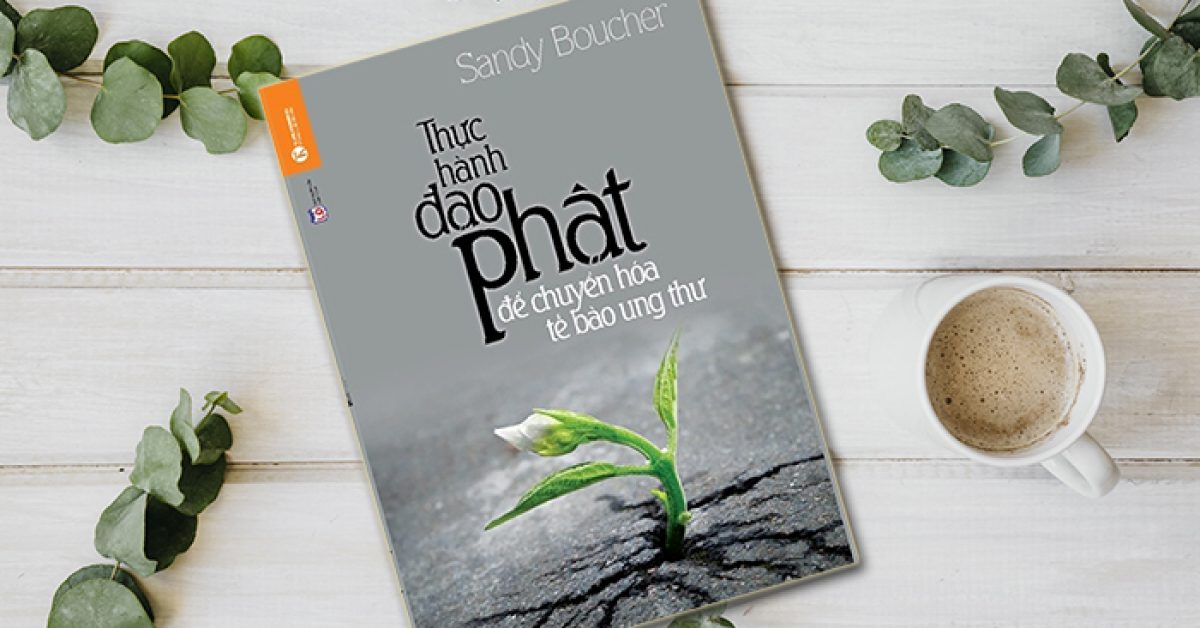 Sandy Boucher
Thực
hành
đạo
phật
để chuyển hóa
tế bào ung thư